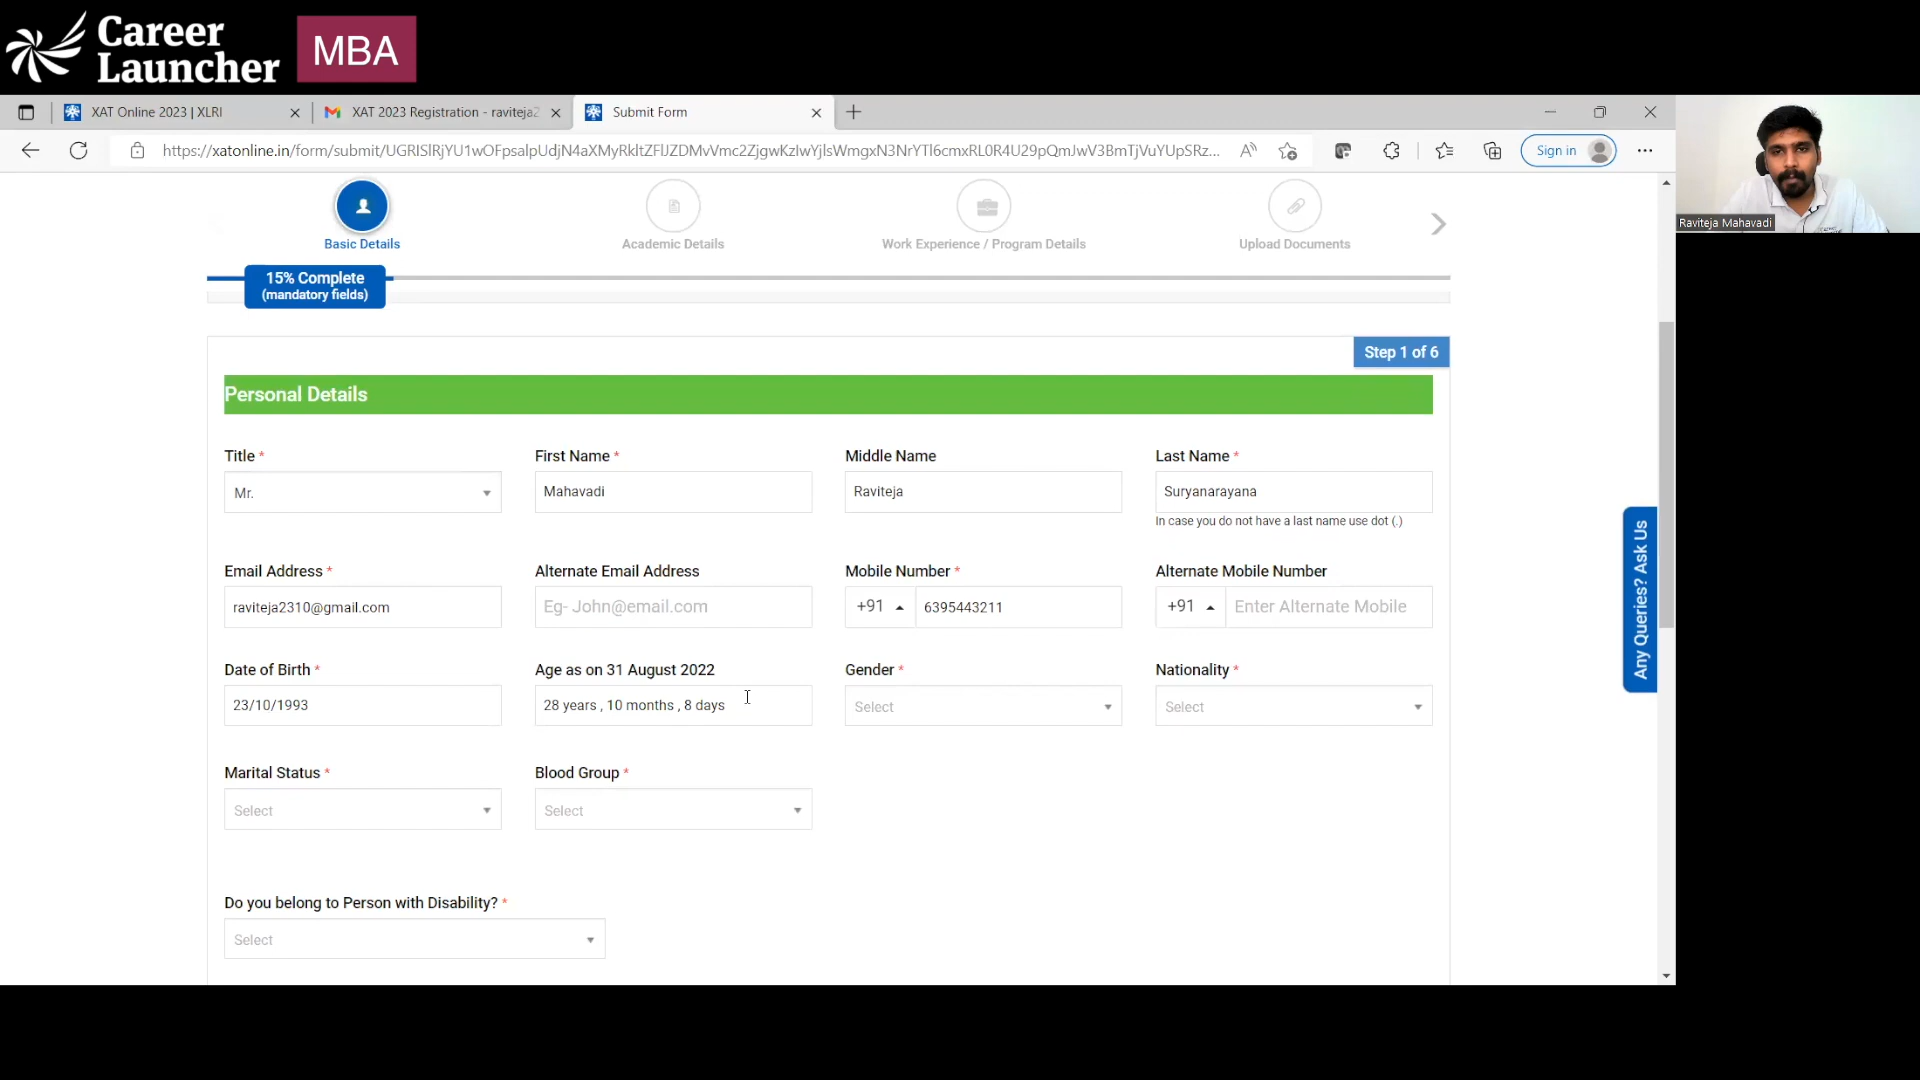 Career
Launcher
MBA
XAT Online 2023 | XLRI
XAT 2023 Registration - raviteja2
Submit Form
Sign in
Raviteja Mahavadi
Basic Details
Academic Details
Work Experience / Program Details
Upload Documents
15% Complete
(mandatory fields)
Step 1 of 6
Personal Details
Title *
First Name *
Middle Name
Last Name *
Mr.
Mahavadi
Raviteja
Suryanarayana
In case you do not have a last name use dot (.)
Email Address *
Alternate Email Address
Mobile Number *
Alternate Mobile Number
raviteja2310@gmail.com
Eg- John@email.com
+91
6395443211
+91
Enter Alternate Mobile
Any Queries? Ask Us
Date of Birth *
Age as on 31 August 2022
Gender *
Nationality *
23/10/1993
28 years , 10 months , 8 days
Select
Select
Marital Status *
Blood Group *
Select
Select
Do you belong to Person with Disability? *
Select